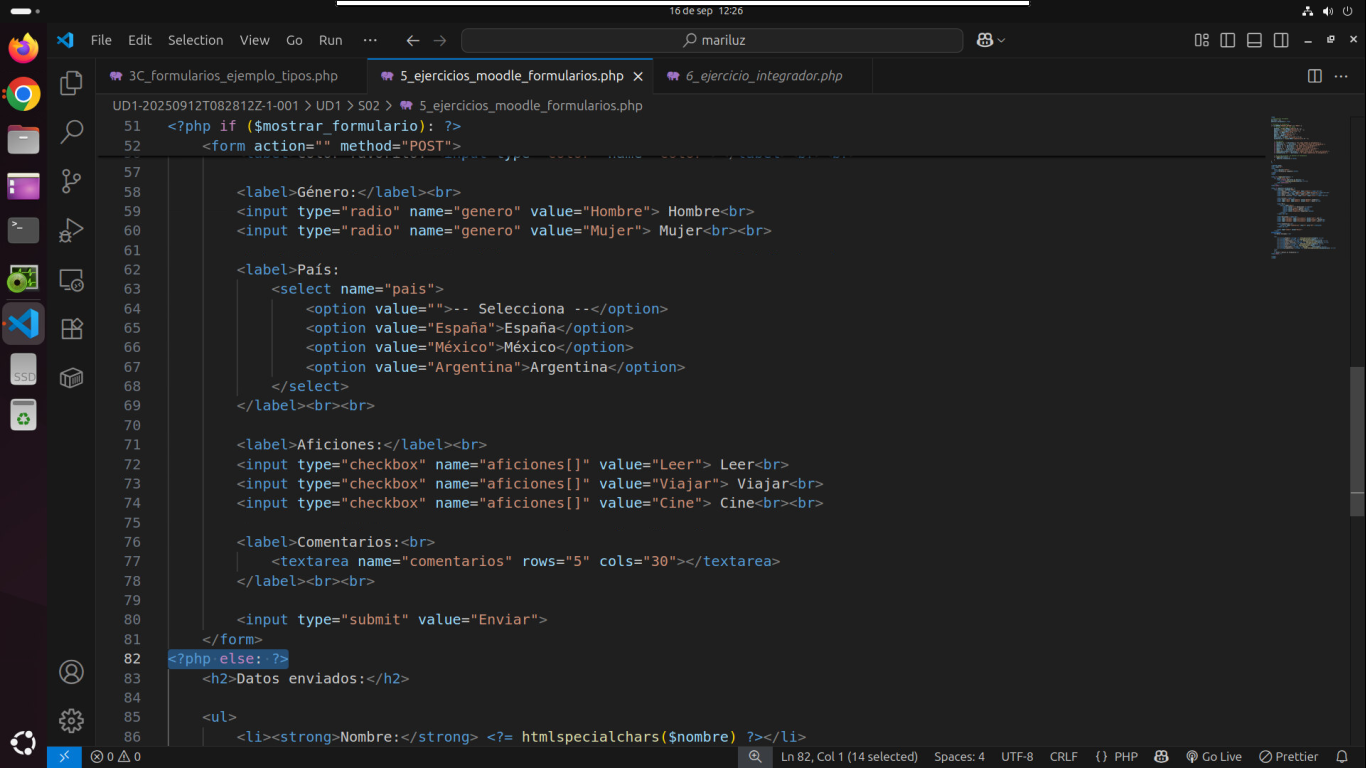 16 de sep 12:26
File Edit Selection View Go Run ··· mariluz
3C_formularios_ejemplo_tipos.php 5_ejercicios_moodle_formularios.php 6_ejercicio_integrador.php
UD1-20250912T082812Z-1-001 > UD1 > S02 > 5_ejercicios_moodle_formularios.php
51 <?php if ($mostrar_formulario): ?>
52 <form action="" method="POST">
57
58 <label>Género:</label><br>
59 <input type="radio" name="genero" value="Hombre"> Hombre<br>
60 <input type="radio" name="genero" value="Mujer"> Mujer<br><br>
61
62 <label>País:
63 <select name="pais">
64 <option value="">-- Selecciona --</option>
65 <option value="España">España</option>
66 <option value="México">México</option>
67 <option value="Argentina">Argentina</option>
68 </select>
69 </label><br><br>
70
71 <label>Aficiones:</label><br>
72 <input type="checkbox" name="aficiones[]" value="Leer"> Leer<br>
73 <input type="checkbox" name="aficiones[]" value="Viajar"> Viajar<br>
74 <input type="checkbox" name="aficiones[]" value="Cine"> Cine<br><br>
75
76 <label>Comentarios:<br>
77 <textarea name="comentarios" rows="5" cols="30"></textarea>
78 </label><br><br>
79
80 <input type="submit" value="Enviar">
81 </form>
82 <?php else: ?>
83 <h2>Datos enviados:</h2>
84
85 <ul>
86 <li><strong>Nombre:</strong> <?= htmlspecialchars($nombre) ?></li>
SSD
0 0 Ln 82, Col 1 (14 selected) Spaces: 4 UTF-8 CRLF { } PHP Go Live Prettier